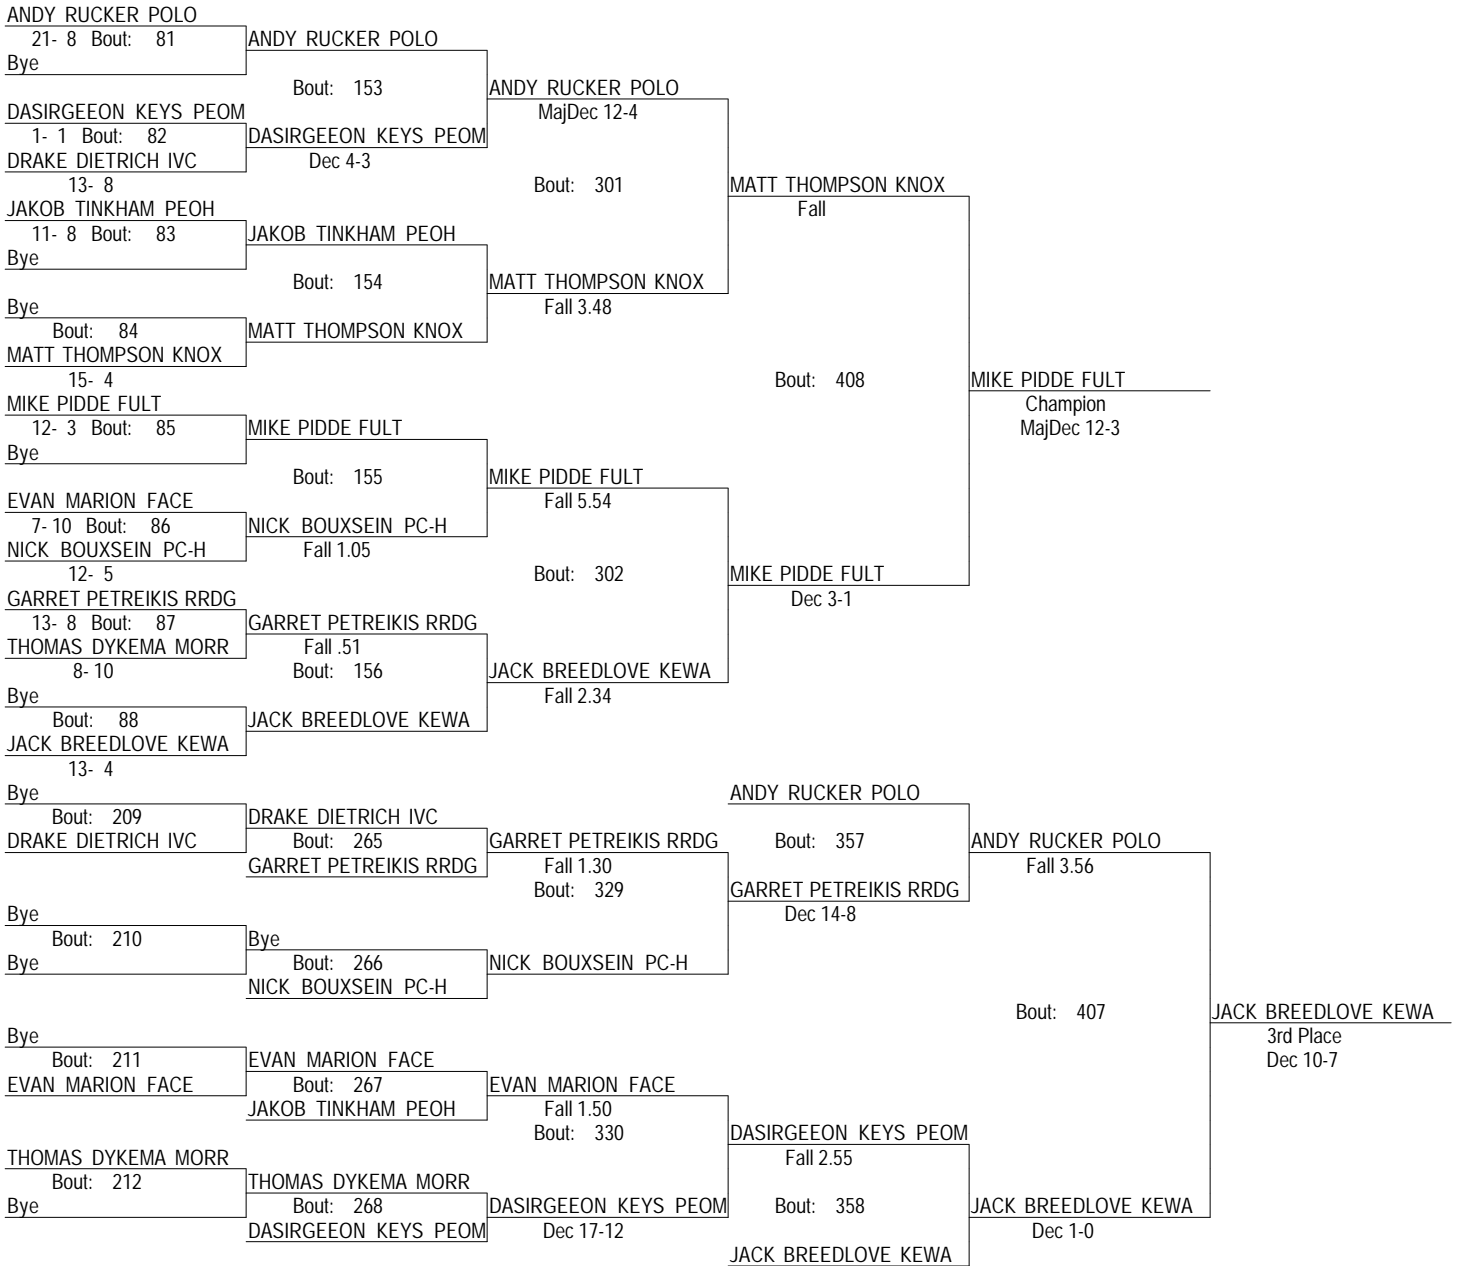 ANDY RUCKER POLO
21- 8 Bout: 81 ANDY RUCKER POLO
Bye
Bout: 153 ANDY RUCKER POLO
DASIRGEEON KEYS PEOM MajDec 12-4
1- 1 Bout: 82 DASIRGEEON KEYS PEOM
DRAKE DIETRICH IVC Dec 4-3
13- 8 Bout: 301 MATT THOMPSON KNOX
JAKOB TINKHAM PEOH Fall
11- 8 Bout: 83 JAKOB TINKHAM PEOH
Bye
Bout: 154 MATT THOMPSON KNOX
Bye Fall 3.48
Bout: 84 MATT THOMPSON KNOX
MATT THOMPSON KNOX
15- 4 Bout: 408 MIKE PIDDE FULT
MIKE PIDDE FULT Champion
12- 3 Bout: 85 MIKE PIDDE FULT MajDec 12-3
Bye
Bout: 155 MIKE PIDDE FULT
EVAN MARION FACE Fall 5.54
7- 10 Bout: 86 NICK BOUXSEIN PC-H
NICK BOUXSEIN PC-H Fall 1.05
12- 5 Bout: 302 MIKE PIDDE FULT
GARRET PETREIKIS RRDG Dec 3-1
13- 8 Bout: 87 GARRET PETREIKIS RRDG
THOMAS DYKEMA MORR Fall .51
8- 10 Bout: 156 JACK BREEDLOVE KEWA
Bye Fall 2.34
Bout: 88 JACK BREEDLOVE KEWA
JACK BREEDLOVE KEWA
13- 4
Bye ANDY RUCKER POLO
Bout: 209 DRAKE DIETRICH IVC
DRAKE DIETRICH IVC Bout: 265 GARRET PETREIKIS RRDG Bout: 357 ANDY RUCKER POLO
GARRET PETREIKIS RRDG Fall 1.30 Fall 3.56
Bout: 329 GARRET PETREIKIS RRDG
Bye Dec 14-8
Bout: 210 Bye
Bye Bout: 266 NICK BOUXSEIN PC-H
NICK BOUXSEIN PC-H
Bout: 407 JACK BREEDLOVE KEWA
Bye 3rd Place
Bout: 211 EVAN MARION FACE Dec 10-7
EVAN MARION FACE Bout: 267 EVAN MARION FACE
JAKOB TINKHAM PEOH Fall 1.50
Bout: 330 DASIRGEEON KEYS PEOM
THOMAS DYKEMA MORR Fall 2.55
Bout: 212 THOMAS DYKEMA MORR
Bye Bout: 268 DASIRGEEON KEYS PEOM Bout: 358 JACK BREEDLOVE KEWA
DASIRGEEON KEYS PEOM Dec 17-12 Dec 1-0
JACK BREEDLOVE KEWA